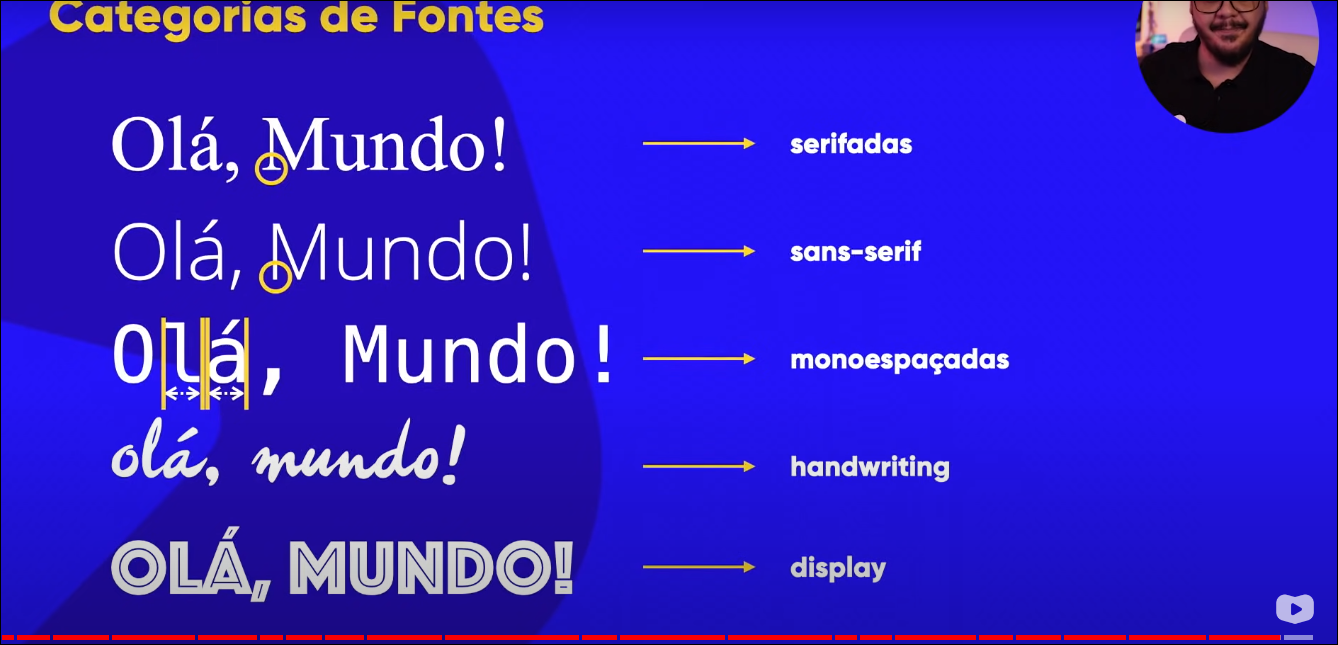 Categorias de Fontes
Olá, Mundo! serifadas
Olá, Mundo! sans-serif
Olá, Mundo! monoespaçadas
olá, mundo! handwriting
OLÁ, MUNDO! display